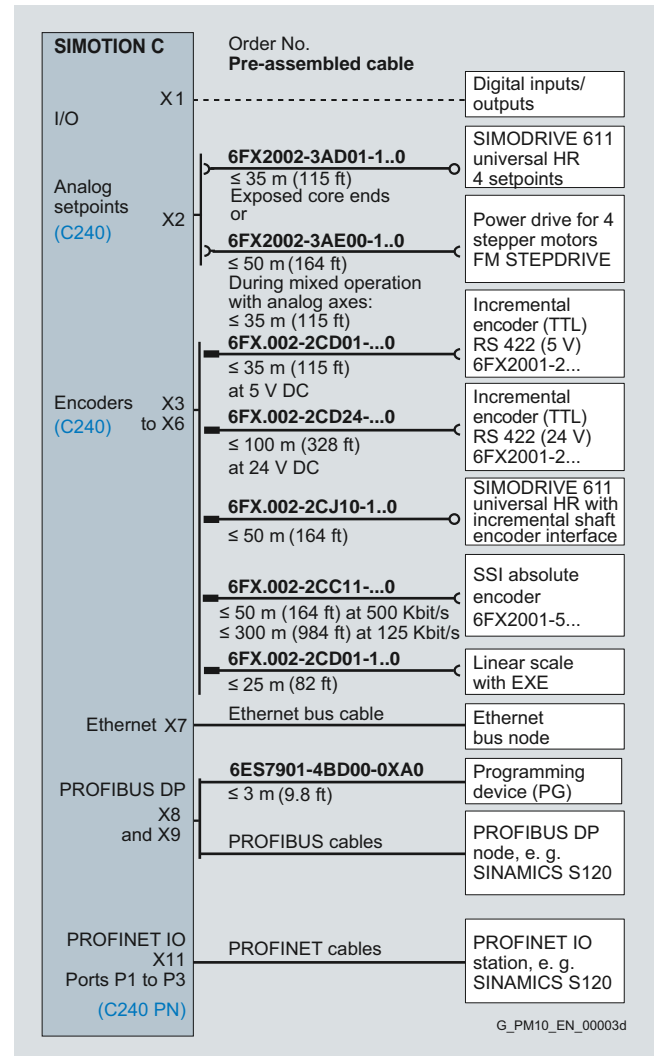 SIMOTION C
Order No.
Pre-assembled cable
X1
Digital inputs/
outputs
I/O
6FX2002-3AD01-1..0
≤ 35 m (115 ft)
Exposed core ends
or
SIMODRIVE 611
universal HR
4 setpoints
Analog
setpoints
X2
(C240)
6FX2002-3AE00-1..0
≤ 50 m (164 ft)
During mixed operation
with analog axes:
≤ 35 m (115 ft)
Power drive for 4
stepper motors
FM STEPDRIVE
6FX.002-2CD01-...0
≤ 35 m (115 ft)
at 5 V DC
Incremental
encoder (TTL)
RS 422 (5 V)
6FX2001-2...
Encoders X3
(C240) to X6
6FX.002-2CD24-...0
≤ 100 m (328 ft)
at 24 V DC
Incremental
encoder (TTL)
RS 422 (24 V)
6FX2001-2...
6FX.002-2CJ10-1..0
≤ 50 m (164 ft)
SIMODRIVE 611
universal HR with
incremental shaft
encoder interface
6FX.002-2CC11-...0
≤ 50 m (164 ft) at 500 Kbit/s
≤ 300 m (984 ft) at 125 Kbit/s
SSI absolute
encoder
6FX2001-5...
6FX.002-2CD01-1..0
≤ 25 m (82 ft)
Linear scale
with EXE
Ethernet X7
Ethernet bus cable
Ethernet
bus node
PROFIBUS DP
X8
and X9
6ES7901-4BD00-0XA0
≤ 3 m (9.8 ft)
Programming
device (PG)
PROFIBUS cables
PROFIBUS DP
node, e. g.
SINAMICS S120
PROFINET IO
X11
Ports P1 to P3
(C240 PN)
PROFINET cables
PROFINET IO
station, e. g.
SINAMICS S120
G_PM10_EN_00003d